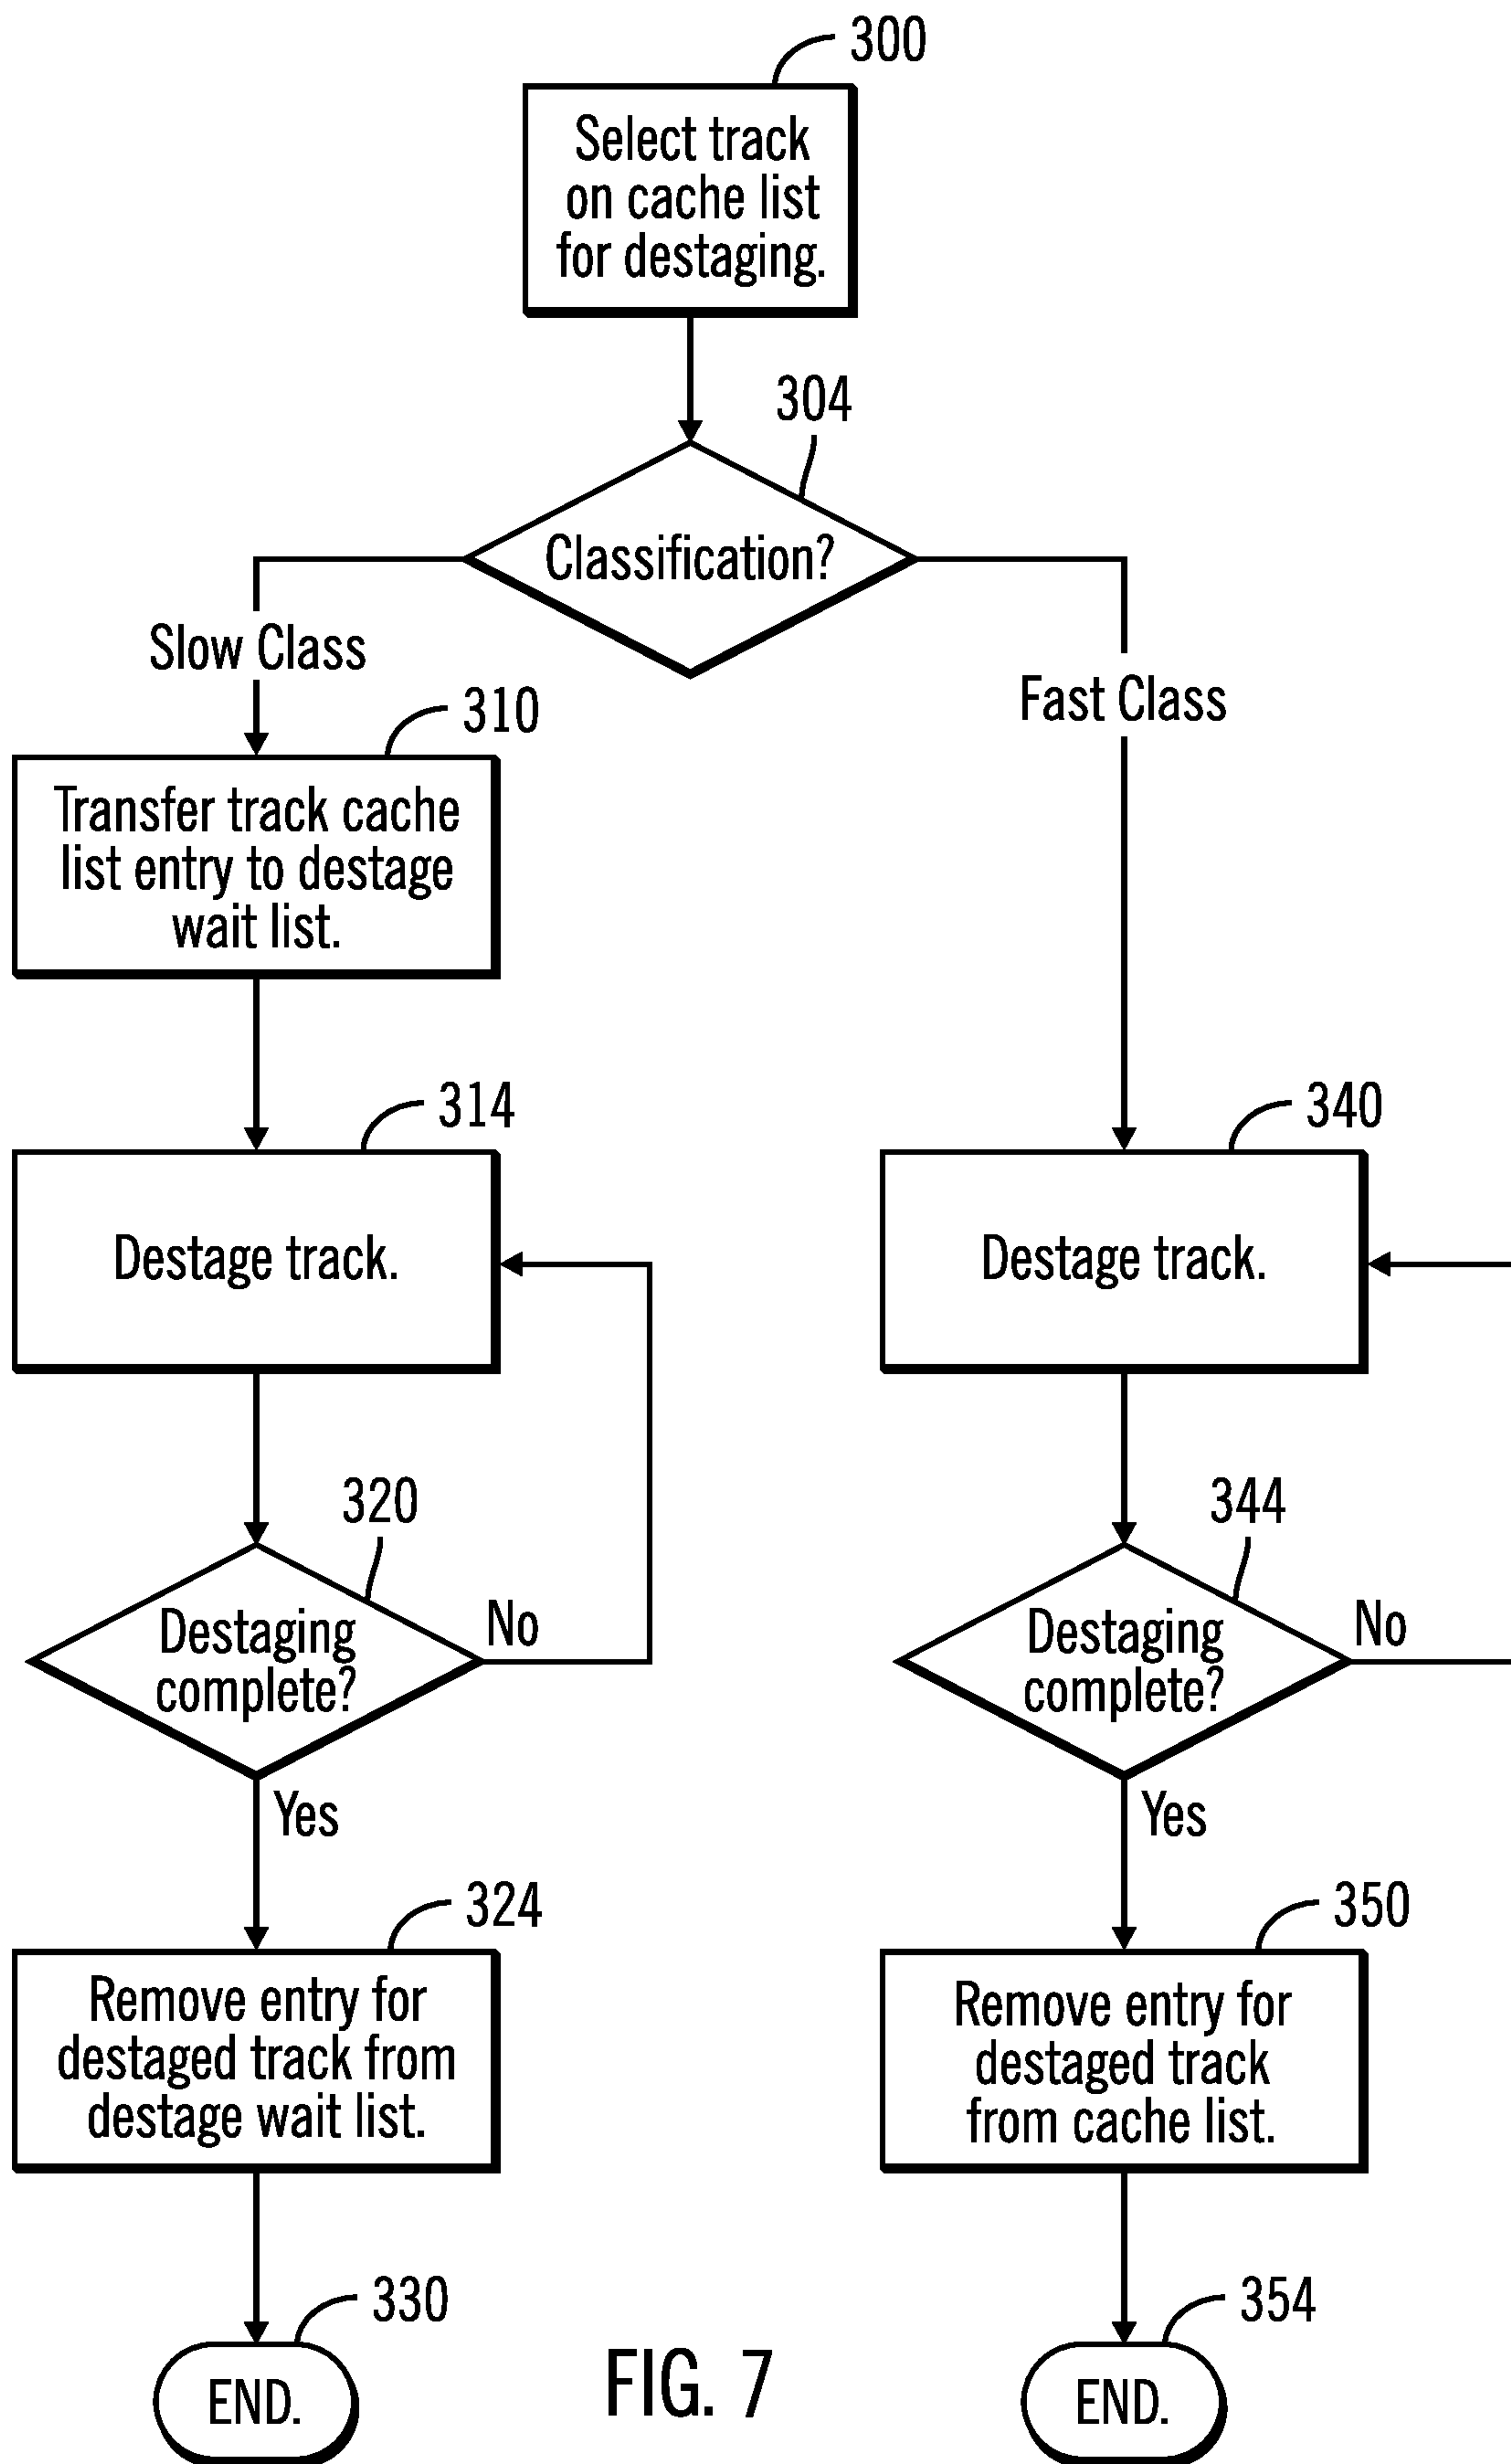 300
Select track
on cache list
for destaging.
304
Classification?
Slow Class
Fast Class
310
Transfer track cache
list entry to destage
wait list.
314
Destage track.
340
Destage track.
320
Destaging
complete?
No
Yes
344
Destaging
complete?
No
Yes
324
Remove entry for
destaged track from
destage wait list.
350
Remove entry for
destaged track
from cache list.
330
END.
354
END.
FIG. 7